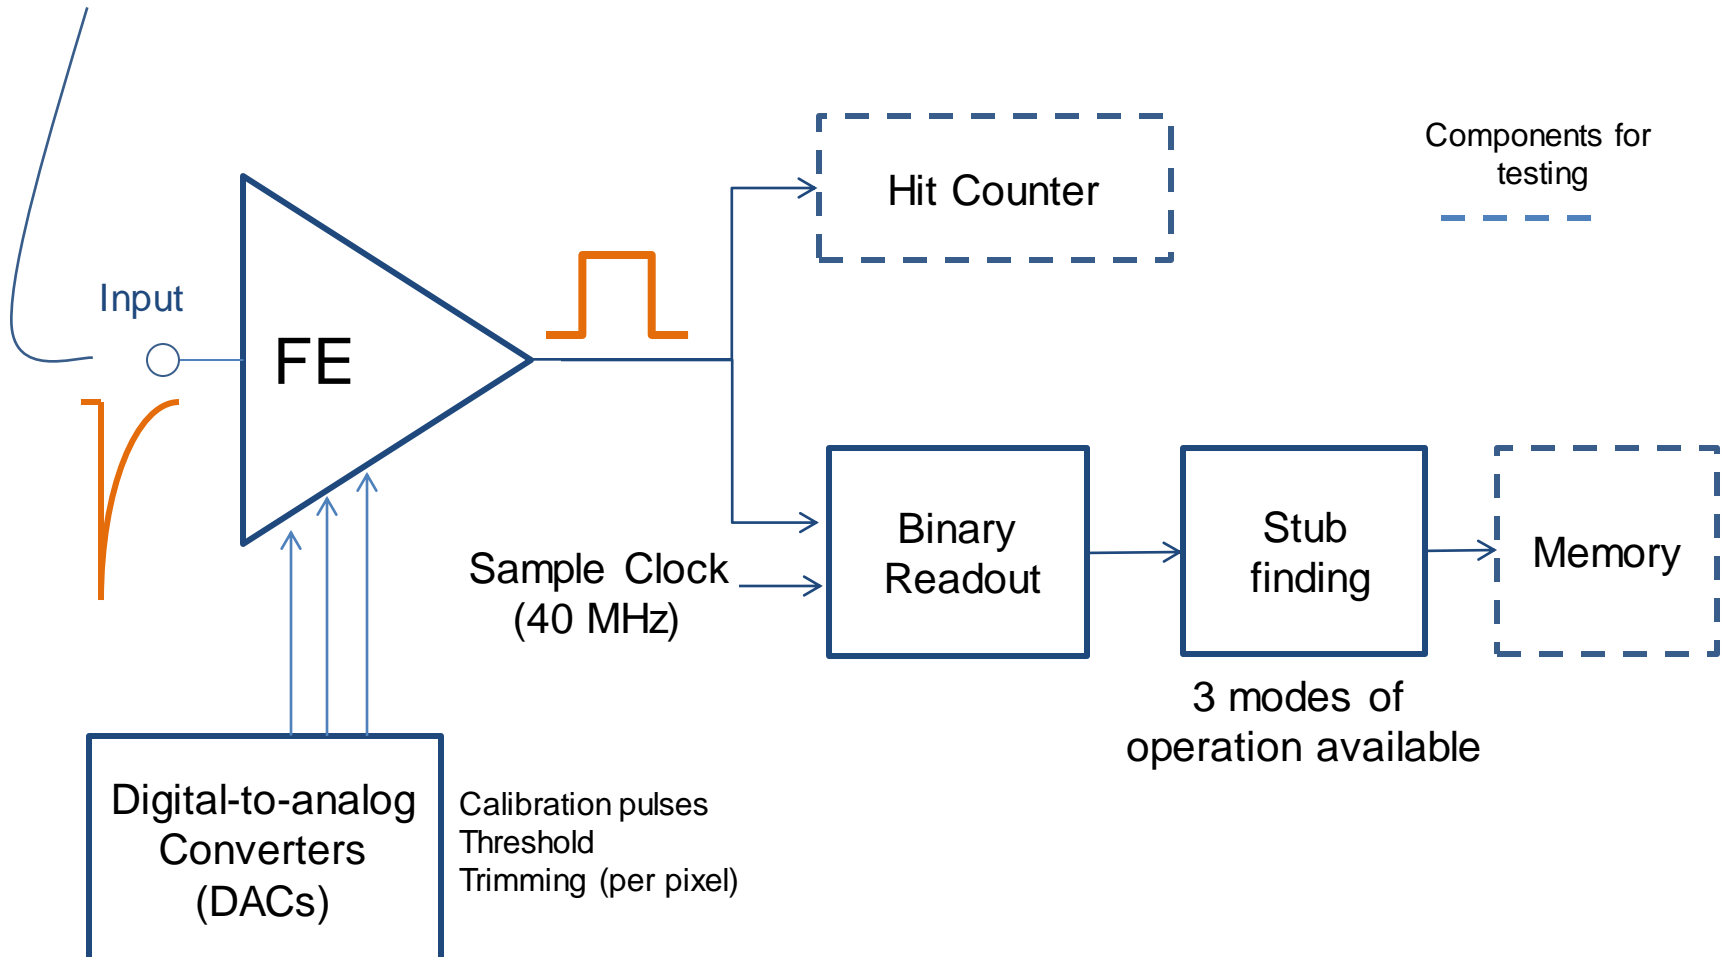 Components for
testing
Hit Counter
Input
FE
Binary
Readout
Stub
finding
Memory
Sample Clock
(40 MHz)
3 modes of
operation available
Digital-to-analog
Converters
(DACs)
Calibration pulses
Threshold
Trimming (per pixel)